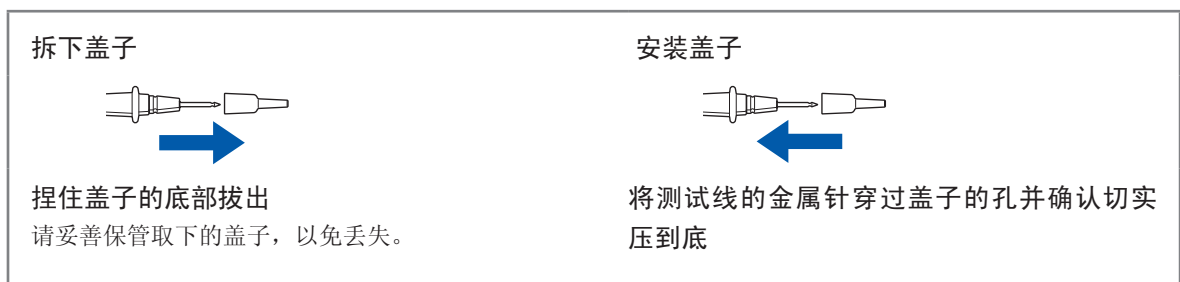 拆下盖子
捏住盖子的底部拔出
请妥善保管取下的盖子，以免丢失。
安装盖子
将测试线的金属针穿过盖子的孔并确认切实
压到底